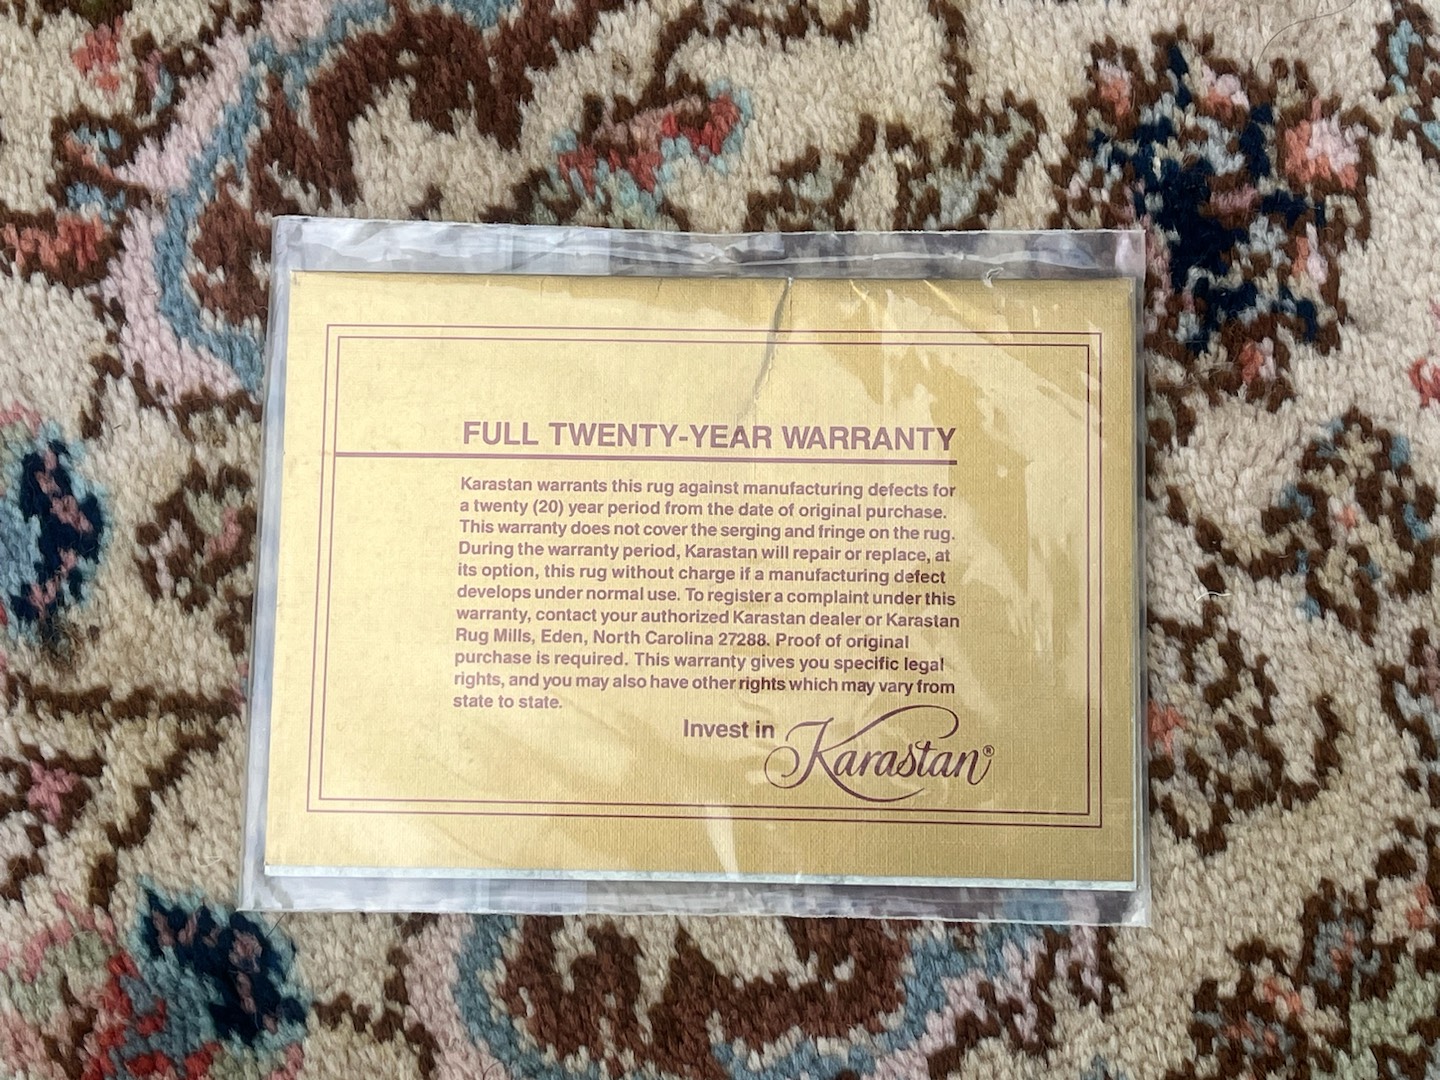 FULL TWENTY-YEAR WARRANTY
Karastan warrants this rug against manufacturing defects for
a twenty (20) year period from the date of original purchase.
This warranty does not cover the serging and fringe on the rug.
During the warranty period, Karastan will repair or replace, at
its option, this rug without charge if a manufacturing defect
develops under normal use. To register a complaint under this
warranty, contact your authorized Karastan dealer or Karastan
Rug Mills, Eden, North Carolina 27288. Proof of original
purchase is required. This warranty gives you specific legal
rights, and you may also have other rights which may vary from
state to state.
Invest in Karastan®